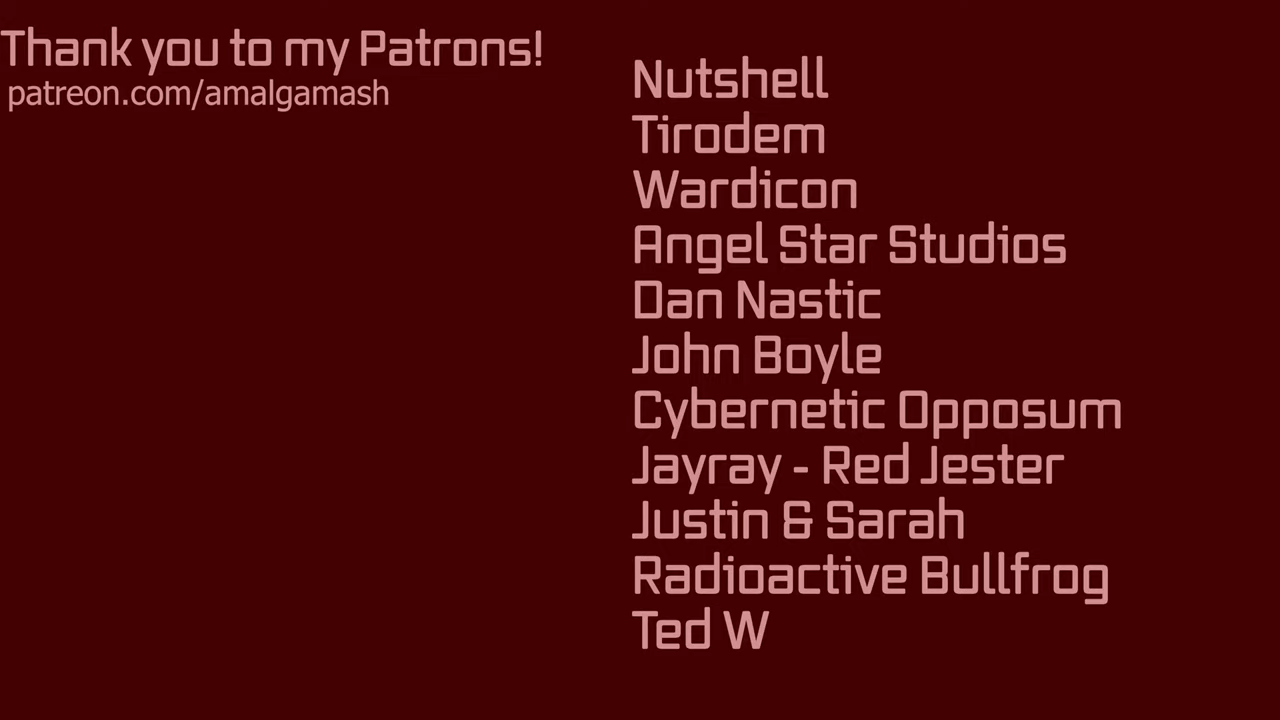 Thank you to my Patrons!
patreon.com/amalgamash
Nutshell
Tirodem
Wardicon
Angel Star Studios
Dan Nastic
John Boyle
Cybernetic Opposum
Jayray - Red Jester
Justin & Sarah
Radioactive Bullfrog
Ted W